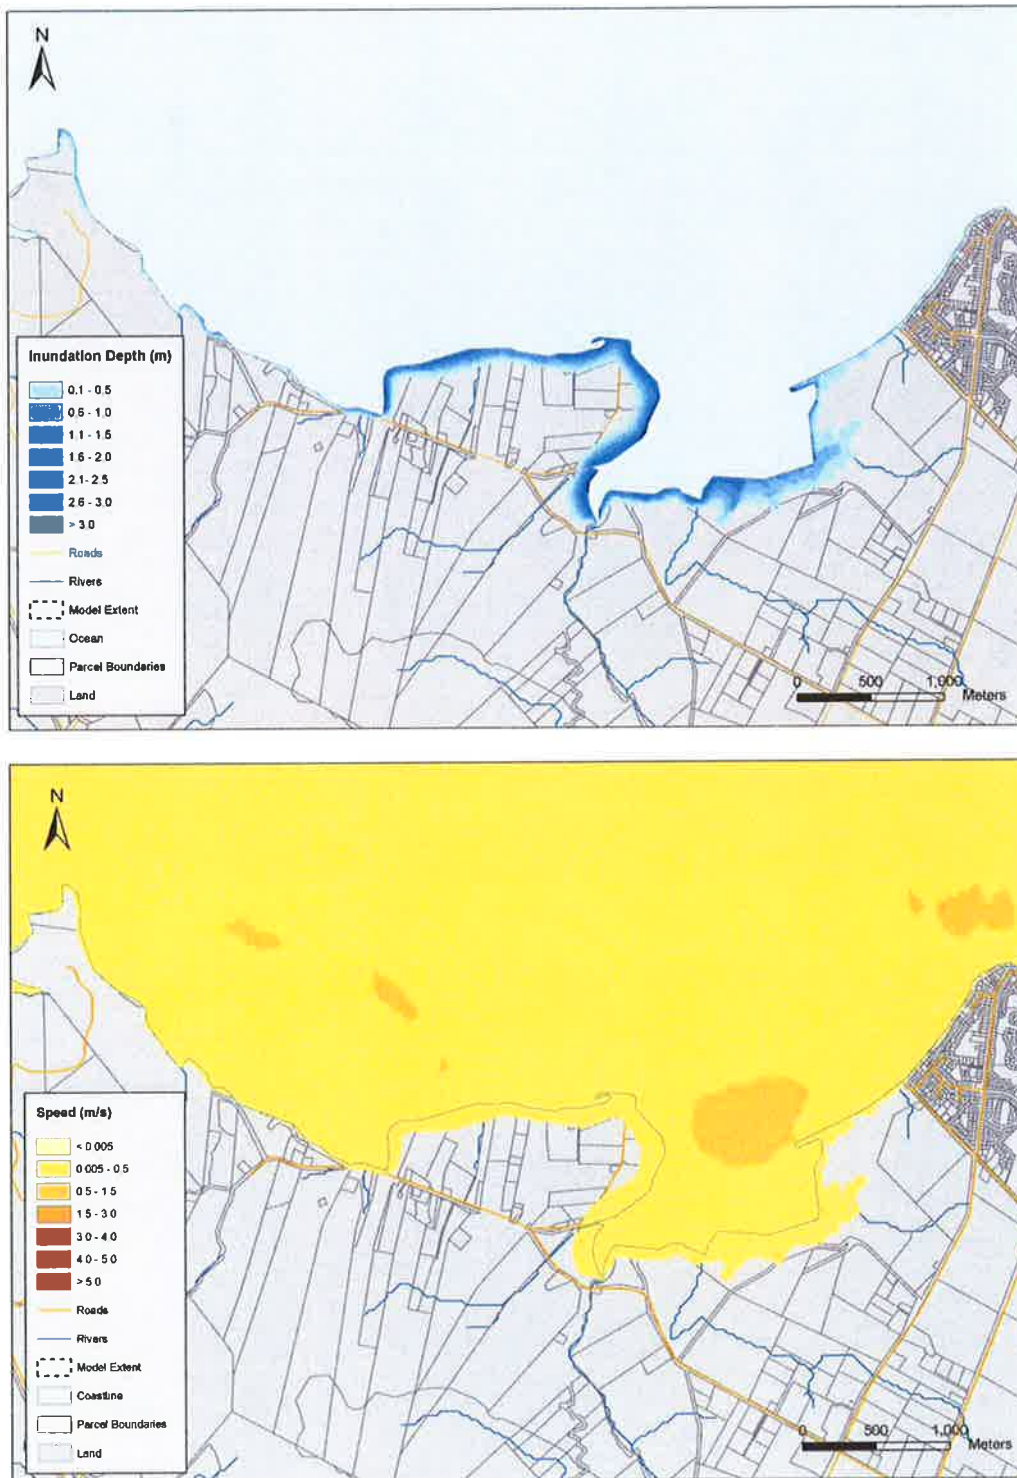 N
Inundation Depth (m)
0.1 - 0.5
0.6 - 1.0
1.1 - 1.5
1.6 - 2.0
2.1 - 2.5
2.6 - 3.0
> 3.0
Roads
Rivers
Model Extent
Ocean
Parcel Boundaries
Land
0 500 1,000
Meters
N
Speed (m/s)
< 0.005
0.005 - 0.5
0.5 - 1.5
1.5 - 3.0
3.0 - 4.0
4.0 - 5.0
> 5.0
Roads
Rivers
Model Extent
Coastline
Parcel Boundaries
Land
0 500 1,000
Meters